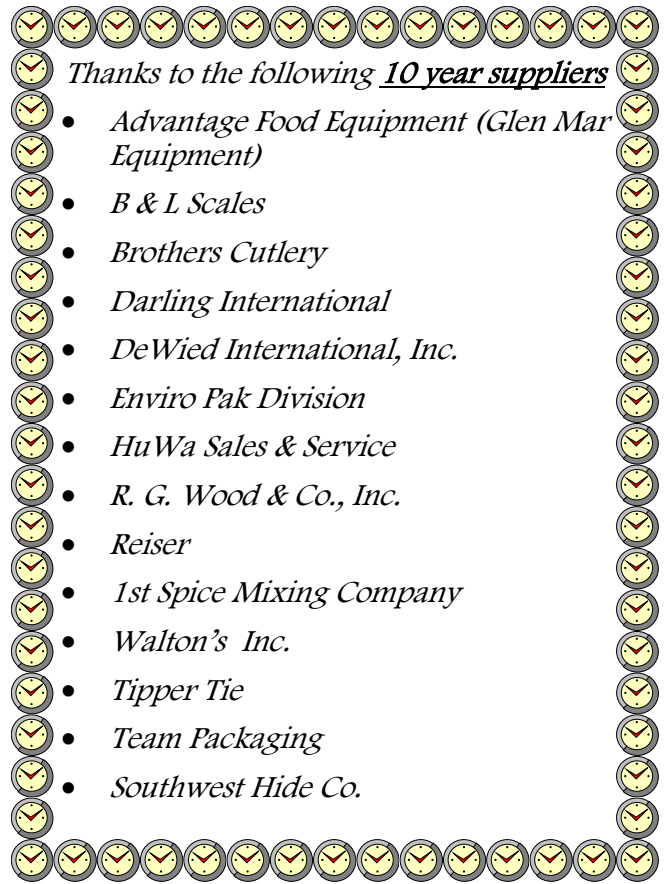 Thanks to the following 10 year suppliers
• Advantage Food Equipment (Glen Mar
Equipment)
• B & L Scales
• Brothers Cutlery
• Darling International
• DeWied International, Inc.
• Enviro Pak Division
• HuWa Sales & Service
• R. G. Wood & Co., Inc.
• Reiser
• 1st Spice Mixing Company
• Walton's  Inc.
• Tipper Tie
• Team Packaging
• Southwest Hide Co.